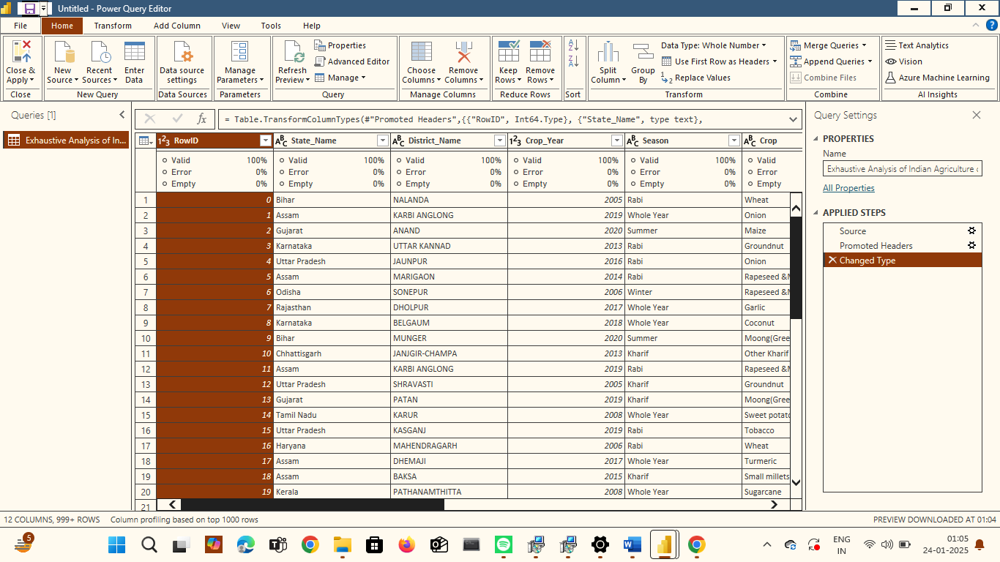 Untitled - Power Query Editor
File Home Transform Add Column View Tools Help
Close & Apply
Close
New Source
Recent Sources
Enter Data
New Query
Data source settings
Data Sources
Manage Parameters
Parameters
Refresh Preview
Properties
Advanced Editor
Manage
Query
Choose Columns
Remove Columns
Manage Columns
Keep Rows
Remove Rows
Reduce Rows
Sort
Split Column
Group By
Data Type: Whole Number
Use First Row as Headers
Replace Values
Transform
Merge Queries
Append Queries
Combine Files
Combine
Text Analytics
Vision
Azure Machine Learning
AI Insights
Queries [1]
Exhaustive Analysis of In...
= Table.TransformColumnTypes(#"Promoted Headers",{{"RowID", Int64.Type}, {"State_Name", type text},
RowID State_Name District_Name Crop_Year Season Crop
Valid 100% Valid 100% Valid 100% Valid 100% Valid 100% Valid
Error 0% Error 0% Error 0% Error 0% Error 0% Error
Empty 0% Empty 0% Empty 0% Empty 0% Empty 0% Empty
1 0 Bihar NALANDA 2005 Rabi Wheat
2 1 Assam KARBI ANGLONG 2019 Whole Year Onion
3 2 Gujarat ANAND 2020 Summer Maize
4 3 Karnataka UTTAR KANNAD 2013 Rabi Groundnut
5 4 Uttar Pradesh JAUNPUR 2016 Rabi Onion
6 5 Assam MARIGAON 2014 Rabi Rapeseed &
7 6 Odisha SONEPUR 2006 Winter Rapeseed &
8 7 Rajasthan DHOLPUR 2017 Whole Year Garlic
9 8 Karnataka BELGAUM 2018 Whole Year Coconut
10 9 Bihar MUNGER 2020 Summer Moong(Gree
11 10 Chhattisgarh JANJGIR-CHAMPA 2013 Kharif Other Kharif
12 11 Assam KARBI ANGLONG 2019 Rabi Rapeseed &
13 12 Uttar Pradesh SHRAVASTI 2005 Kharif Groundnut
14 13 Gujarat PATAN 2019 Kharif Moong(Gree
15 14 Tamil Nadu KARUR 2008 Whole Year Sweet potato
16 15 Uttar Pradesh KASGANJ 2019 Rabi Tobacco
17 16 Haryana MAHENDRAGARH 2006 Rabi Wheat
18 17 Assam DHEMAJI 2017 Whole Year Turmeric
19 18 Assam BAKSA 2015 Kharif Small millets
20 19 Kerala PATHANAMTHITTA 2008 Whole Year Sugarcane
21
Query Settings
PROPERTIES
Name
Exhaustive Analysis of Indian Agriculture
All Properties
APPLIED STEPS
Source
Promoted Headers
Changed Type
12 COLUMNS, 999+ ROWS Column profiling based on top 1000 rows
PREVIEW DOWNLOADED AT 01:04
5
ENG
IN
01:05
24-01-2025